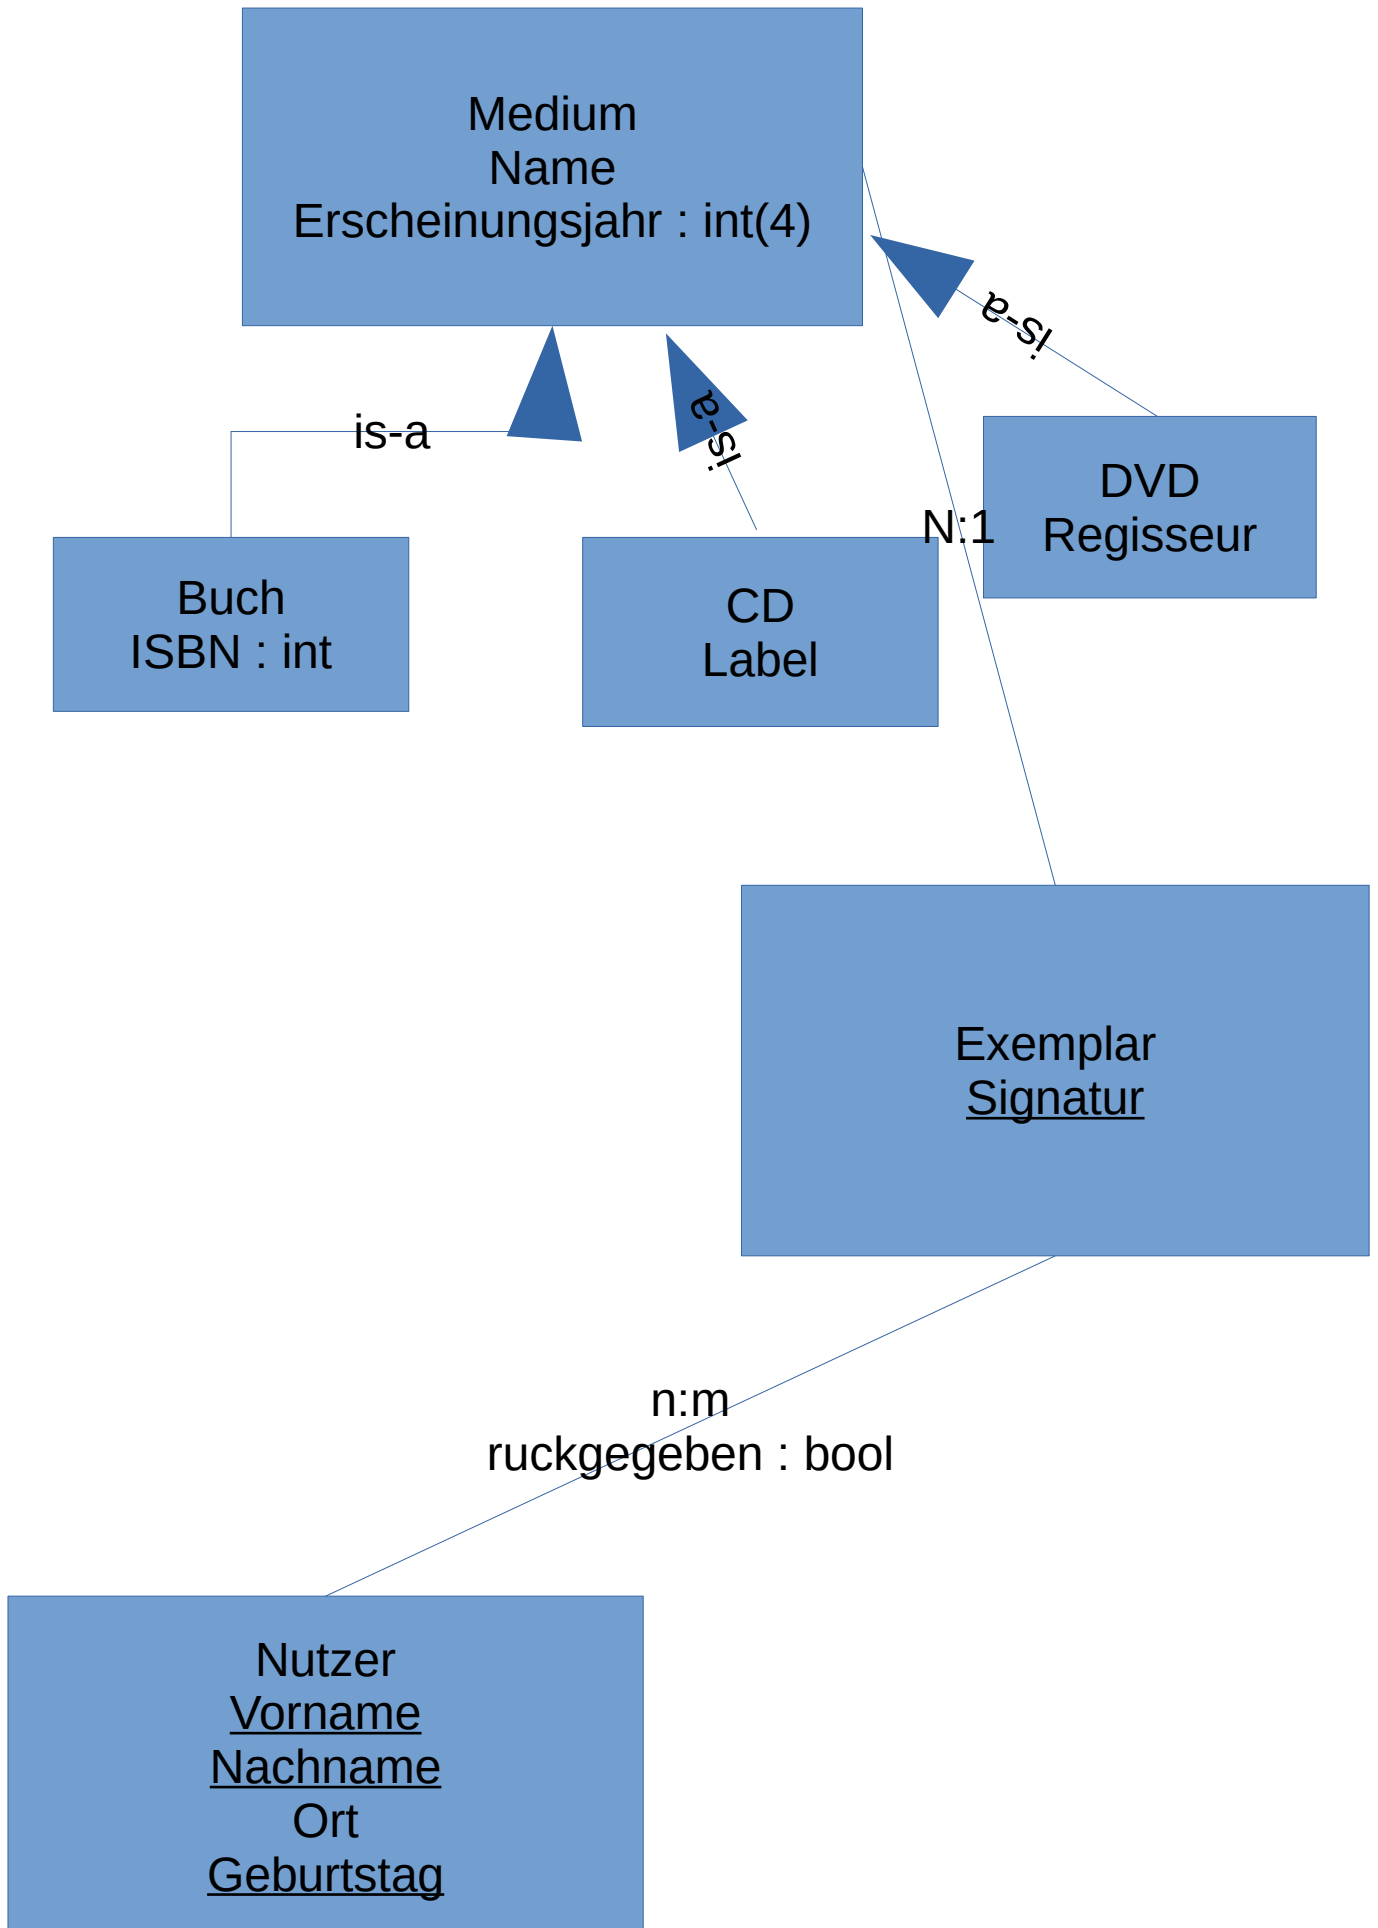 Medium
Name
Erscheinungsjahr : int(4)
is-a
is-a
is-a
N:1
DVD
Regisseur
Buch
ISBN : int
CD
Label
Exemplar
Signatur
n:m
ruckgegeben : bool
Nutzer
Vorname
Nachname
Ort
Geburtstag